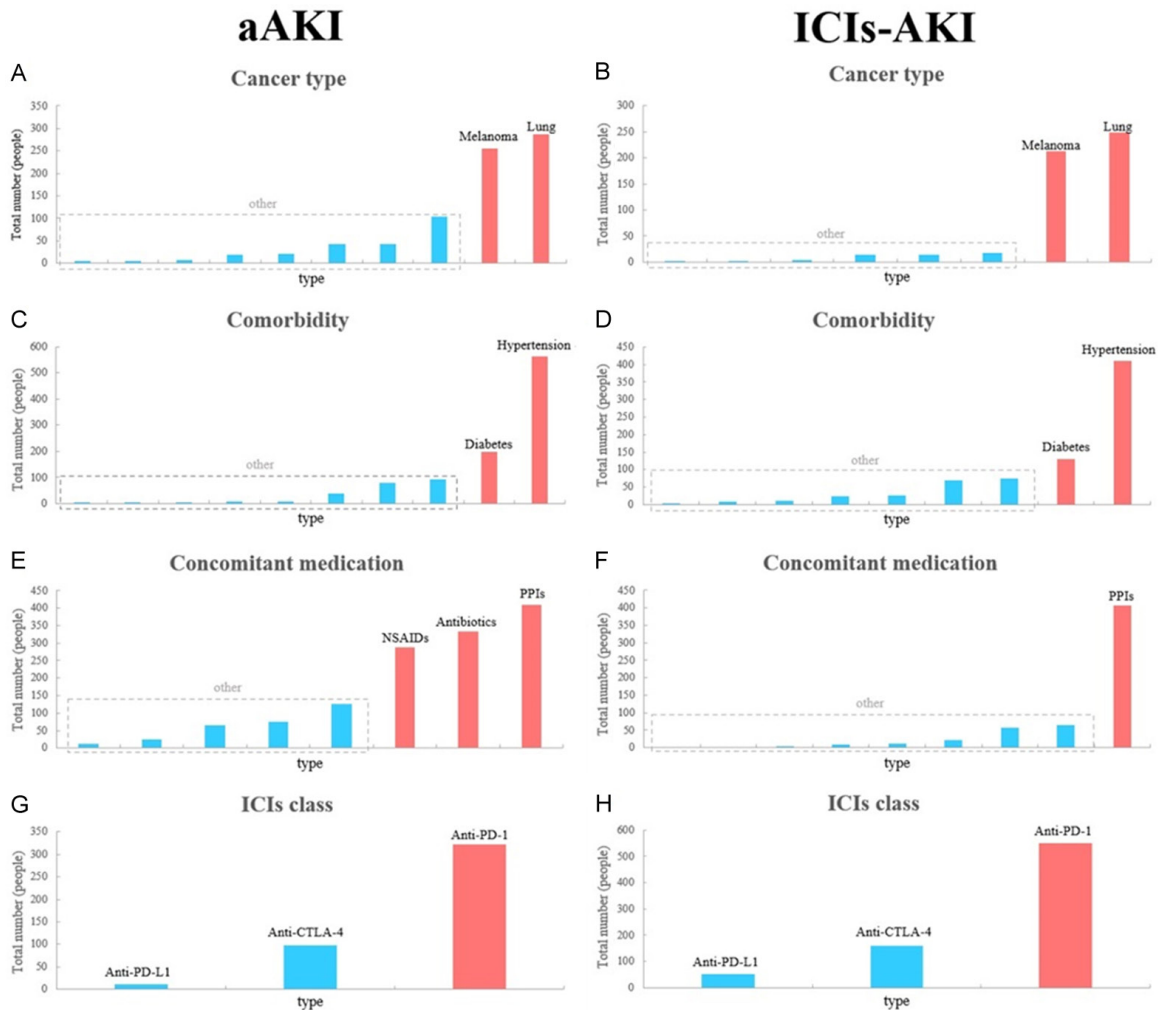 aAKI
ICIs-AKI
A
Cancer type
Total number (people)
350
300
250
200
150
100
50
0
other
Melanoma
Lung
type
B
Cancer type
Total number (people)
300
250
200
150
100
50
0
other
Melanoma
Lung
type
C
Comorbidity
Total number (people)
600
500
400
300
200
100
0
other
Diabetes
Hypertension
type
D
Comorbidity
Total number (people)
450
400
350
300
250
200
150
100
50
0
other
Diabetes
Hypertension
type
E
Concomitant medication
Total number (people)
450
400
350
300
250
200
150
100
50
0
other
NSAIDs
Antibiotics
PPIs
type
F
Concomitant medication
Total number (people)
450
400
350
300
250
200
150
100
50
0
other
PPIs
type
G
ICIs class
Total number (people)
350
300
250
200
150
100
50
0
Anti-PD-L1
Anti-CTLA-4
Anti-PD-1
type
H
ICIs class
Total number (people)
600
500
400
300
200
100
0
Anti-PD-L1
Anti-CTLA-4
Anti-PD-1
type